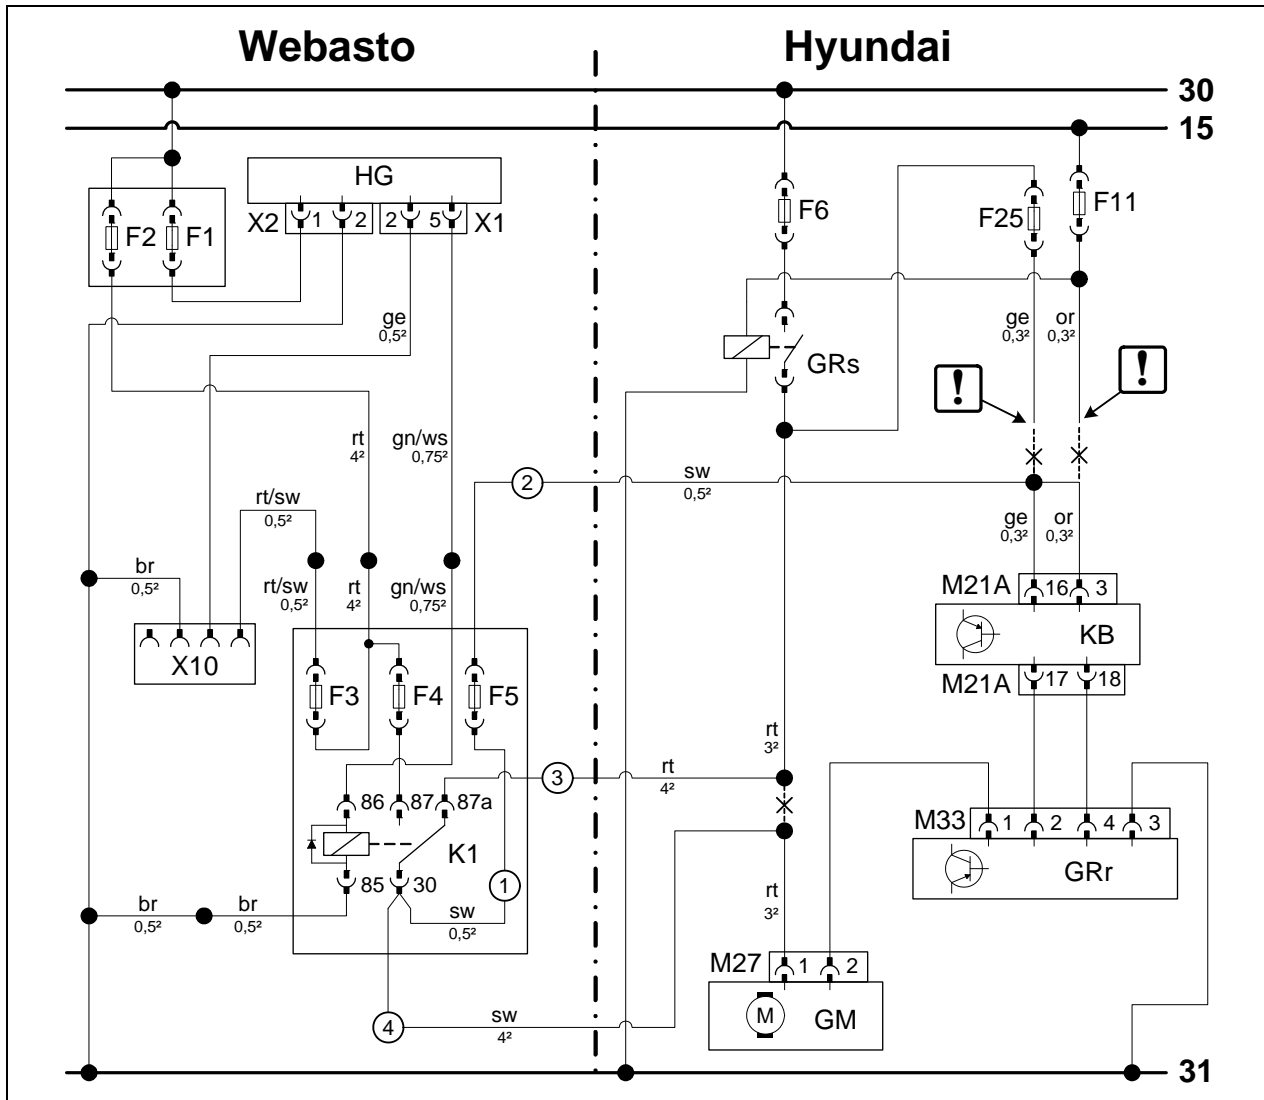 Webasto
Hyundai
30
15
HG
X2 1 2 2 5 X1
F2 F1
F6
F25
F11
ge
0,5²
ge
0,3²
or
0,3²
GRs
!
!
rt
4²
gn/ws
0,75²
2
sw
0,5²
rt/sw
0,5²
ge
0,3²
or
0,3²
br
0,5²
rt/sw
0,5²
rt
4²
gn/ws
0,75²
M21A 16 3
KB
X10
M21A 17 18
F3 F4 F5
rt
3²
3
rt
4²
86 87 87a
K1
M33 1 2 4 3
GRr
85 30
1
br
0,5²
br
0,5²
sw
0,5²
rt
3²
M27 1 2
M GM
4
sw
4²
31